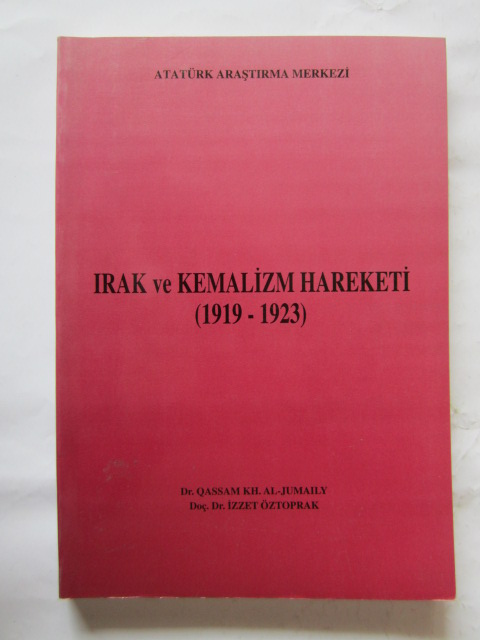 ATATÜRK ARAŞTIRMA MERKEZİ
IRAK ve KEMALİZM HAREKETİ
(1919 - 1923)
Dr. QASSAM KH. AL-JUMAILY
Doç. Dr. İZZET ÖZTOPRAK